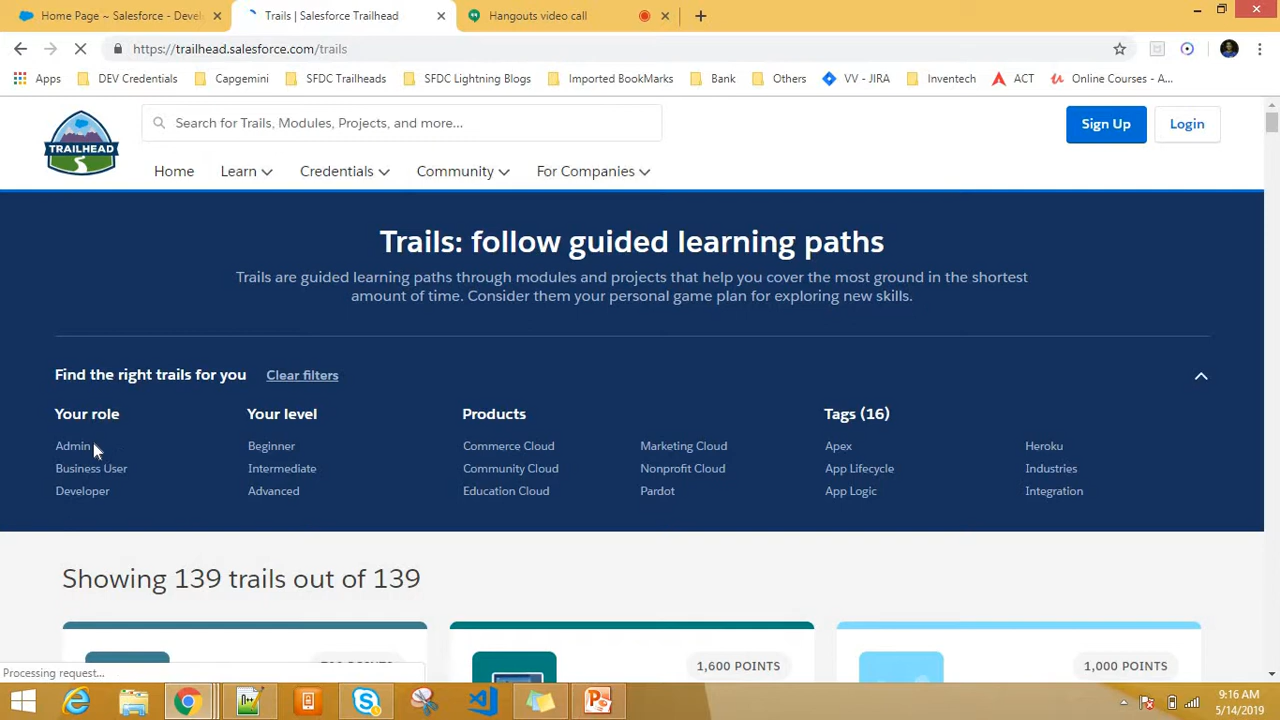 Home Page ~ Salesforce - Devel
Trails | Salesforce Trailhead
Hangouts video call
https://trailhead.salesforce.com/trails
Apps
DEV Credentials
Capgemini
SFDC Trailheads
SFDC Lightning Blogs
Imported BookMarks
Bank
Others
VV - JIRA
Inventech
ACT
Online Courses - A...
TRAILHEAD
Search for Trails, Modules, Projects, and more...
Sign Up
Login
Home
Learn
Credentials
Community
For Companies
Trails: follow guided learning paths
Trails are guided learning paths through modules and projects that help you cover the most ground in the shortest
amount of time. Consider them your personal game plan for exploring new skills.
Find the right trails for you
Clear filters
Your role
Your level
Products
Tags (16)
Admin
Beginner
Commerce Cloud
Marketing Cloud
Apex
Heroku
Business User
Intermediate
Community Cloud
Nonprofit Cloud
App Lifecycle
Industries
Developer
Advanced
Education Cloud
Pardot
App Logic
Integration
Showing 139 trails out of 139
1,600 POINTS
1,000 POINTS
Processing request...
9:16 AM
5/14/2019